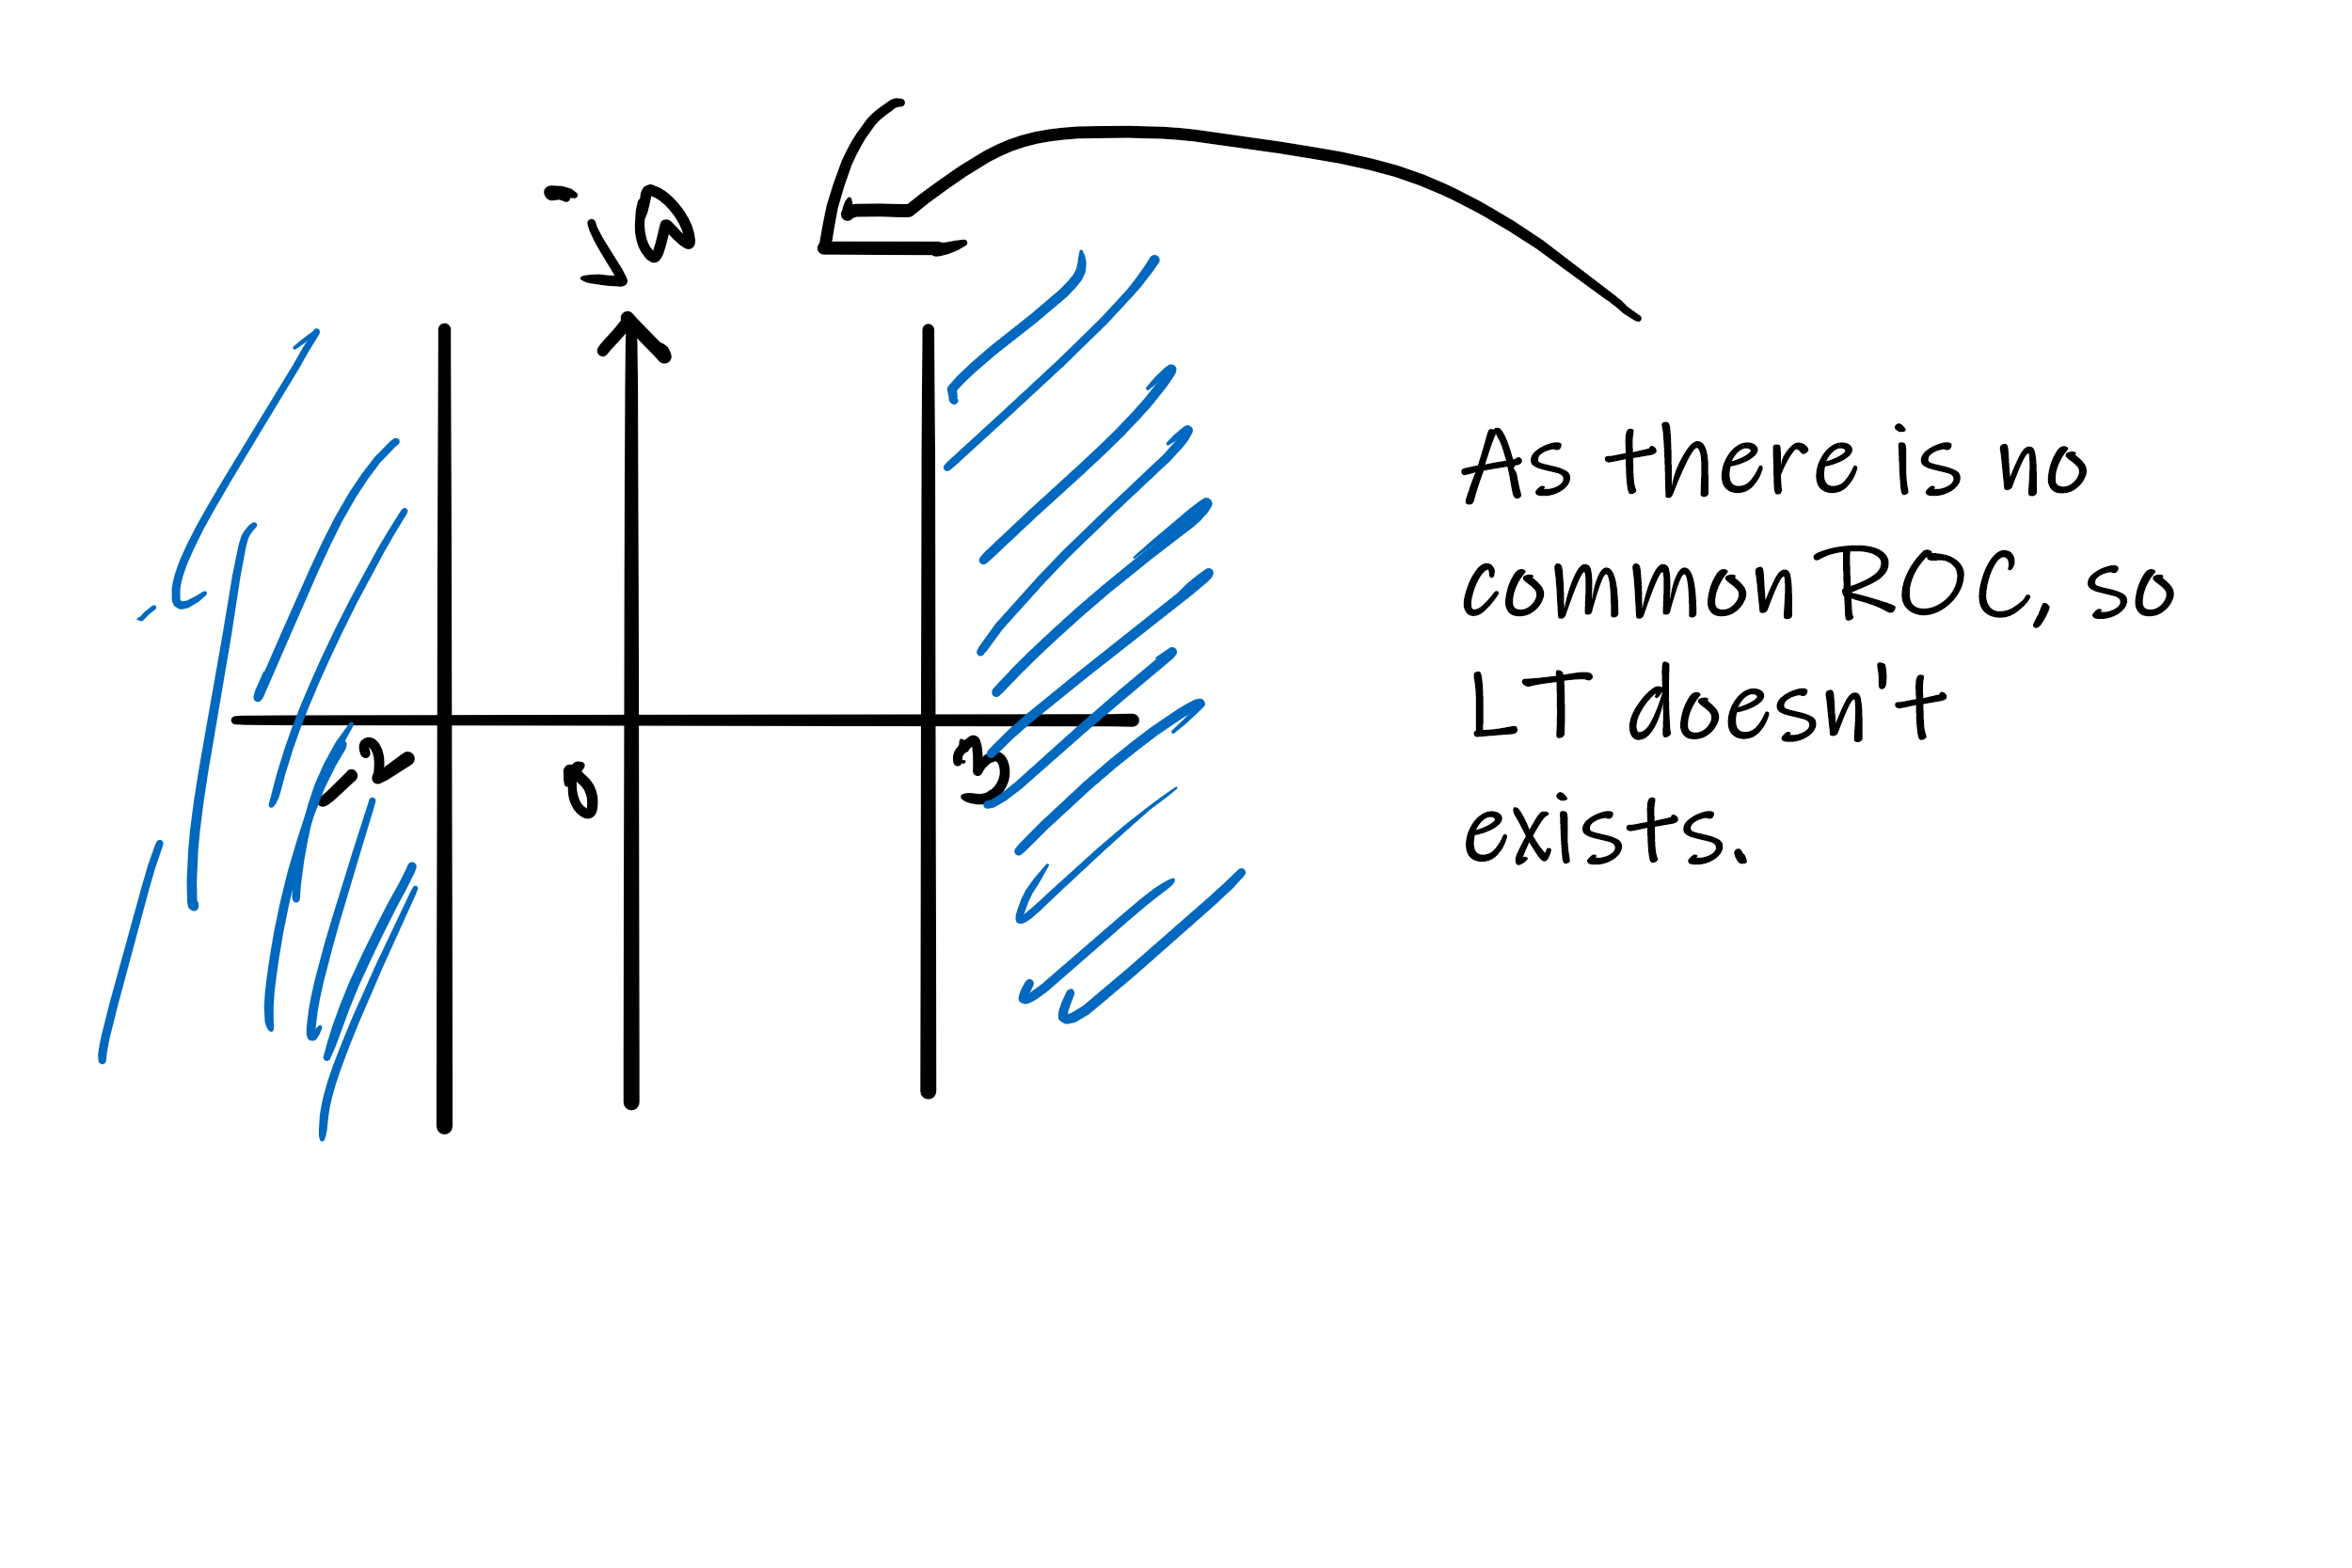 jω
-2
0
3
As there is no
common ROC, so
LT doesn't
exists.